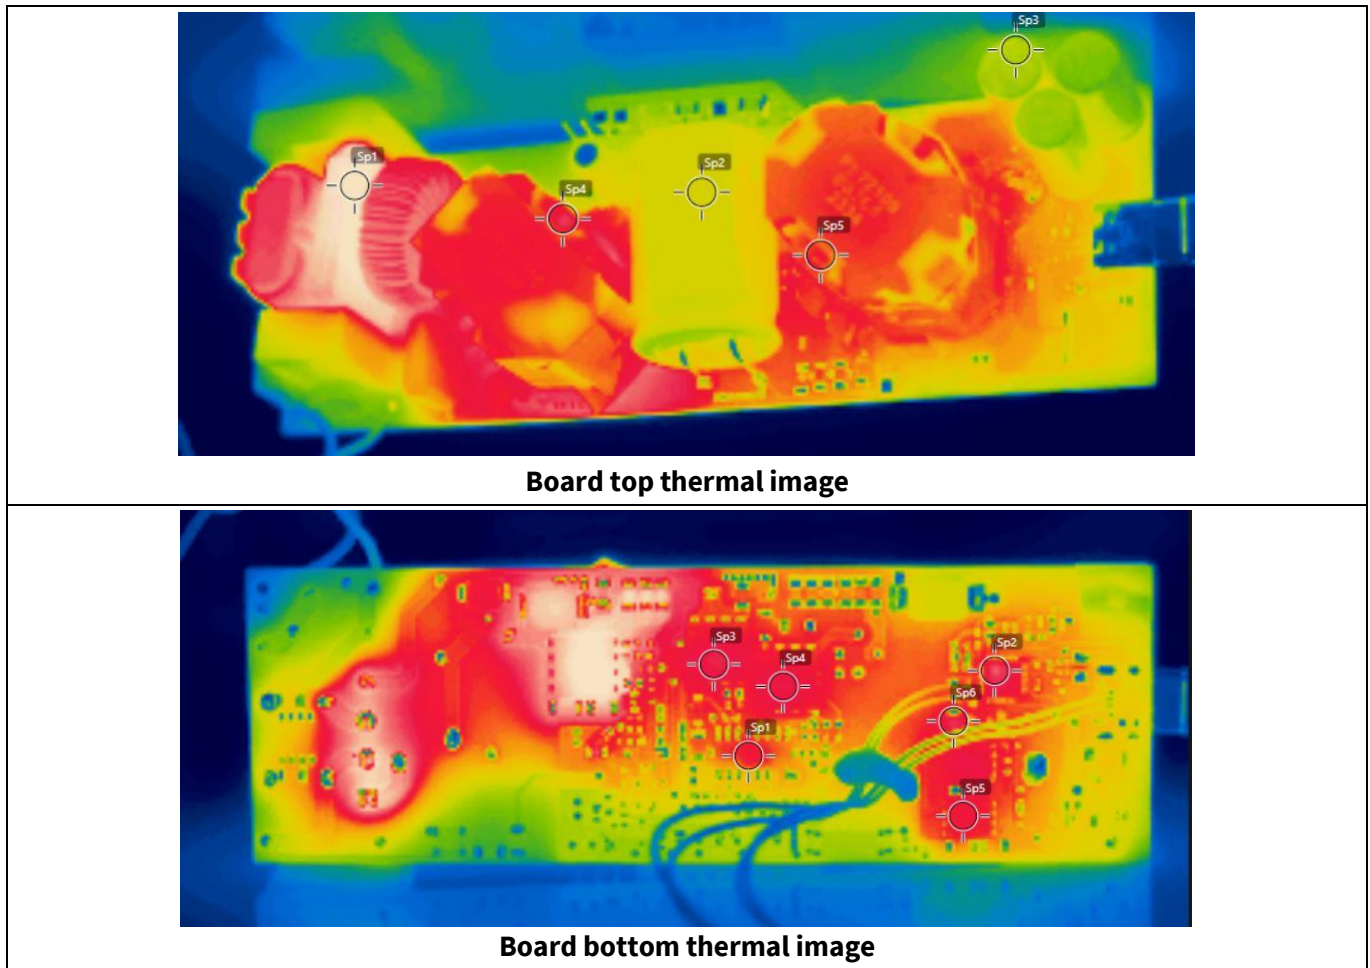 Sp3
Sp1
Sp2
Sp4
Sp5
Board top thermal image
Sp3
Sp2
Sp4
Sp6
Sp1
Sp5
Board bottom thermal image